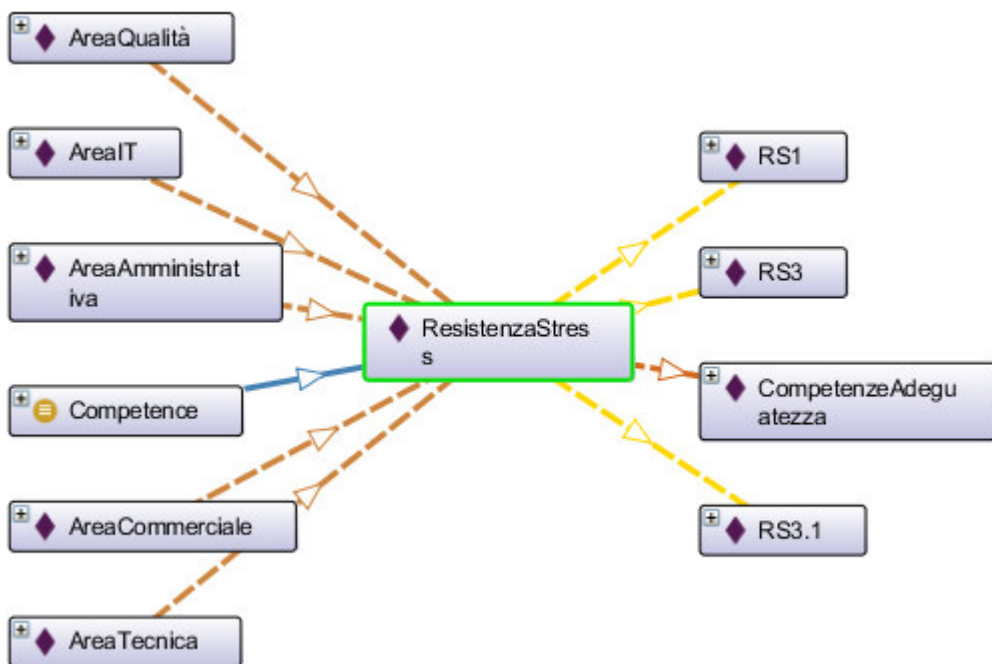 AreaQualità
AreaIT
AreaAmministrat
iva
Competence
AreaCommerciale
AreaTecnica
ResistenzaStres
s
RS1
RS3
CompetenzeAdegu
atezza
RS3.1